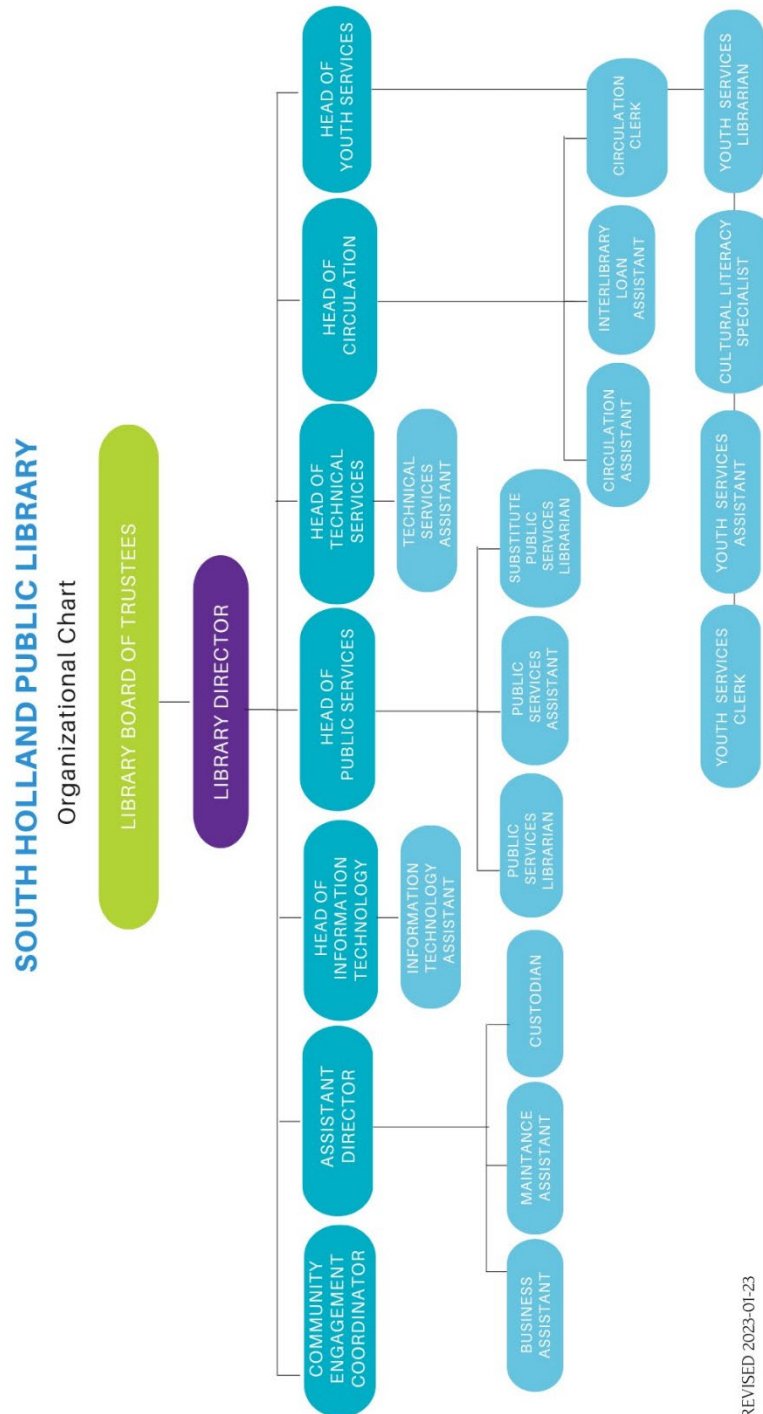 SOUTH HOLLAND PUBLIC LIBRARY
Organizational Chart
LIBRARY BOARD OF TRUSTEES
LIBRARY DIRECTOR
COMMUNITY
ENGAGEMENT
COORDINATOR
ASSISTANT
DIRECTOR
HEAD OF
INFORMATION
TECHNOLOGY
HEAD OF
PUBLIC SERVICES
HEAD OF
TECHNICAL
SERVICES
HEAD OF
CIRCULATION
HEAD OF
YOUTH SERVICES
INFORMATION
TECHNOLOGY
ASSISTANT
TECHNICAL
SERVICES
ASSISTANT
BUSINESS
ASSISTANT
MAINTANCE
ASSISTANT
CUSTODIAN
PUBLIC
SERVICES
LIBRARIAN
PUBLIC
SERVICES
ASSISTANT
SUBSTITUTE
PUBLIC
SERVICES
LIBRARIAN
CIRCULATION
ASSISTANT
INTERLIBRARY
LOAN
ASSISTANT
CIRCULATION
CLERK
YOUTH SERVICES
CLERK
YOUTH SERVICES
ASSISTANT
CULTURAL LITERACY
SPECIALIST
YOUTH SERVICES
LIBRARIAN
REVISED 2023-01-23